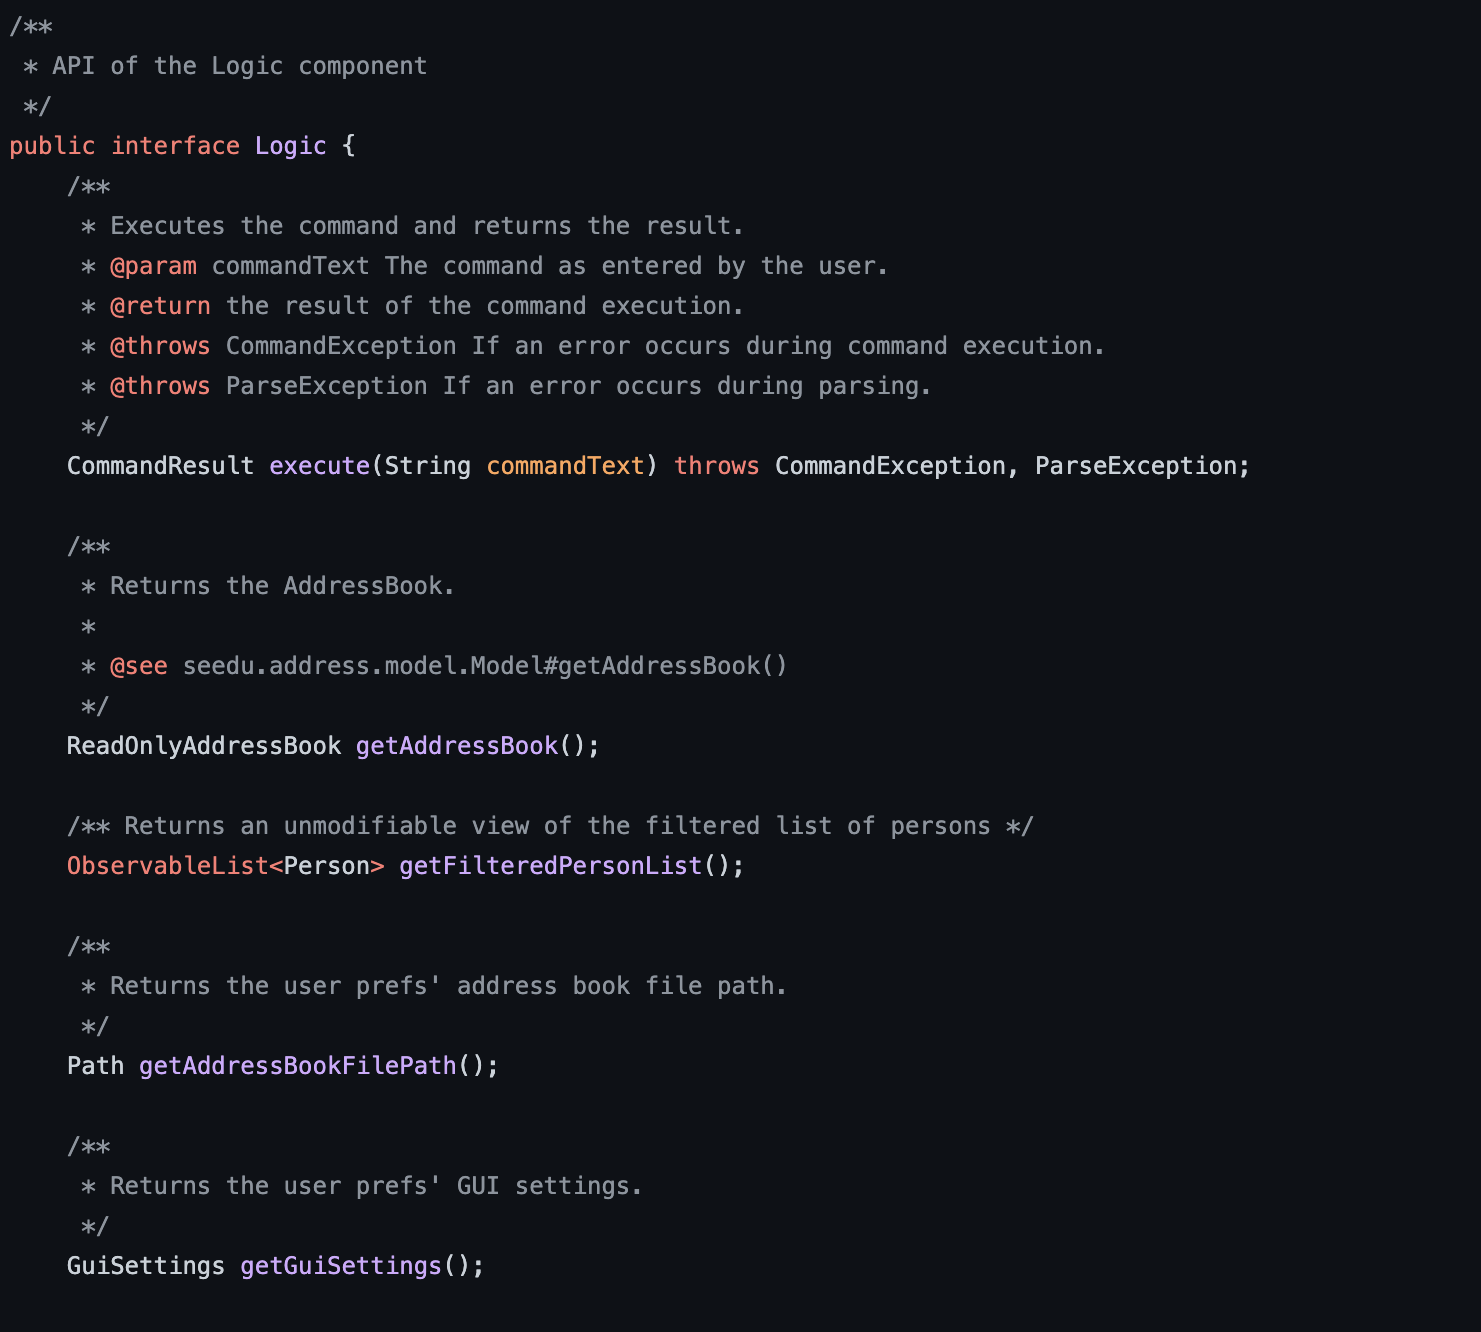 /**
 * API of the Logic component
 */
public interface Logic {
    /**
     * Executes the command and returns the result.
     * @param commandText The command as entered by the user.
     * @return the result of the command execution.
     * @throws CommandException If an error occurs during command execution.
     * @throws ParseException If an error occurs during parsing.
     */
    CommandResult execute(String commandText) throws CommandException, ParseException;

    /**
     * Returns the AddressBook.
     *
     * @see seedu.address.model.Model#getAddressBook()
     */
    ReadOnlyAddressBook getAddressBook();

    /** Returns an unmodifiable view of the filtered list of persons */
    ObservableList<Person> getFilteredPersonList();

    /**
     * Returns the user prefs' address book file path.
     */
    Path getAddressBookFilePath();

    /**
     * Returns the user prefs' GUI settings.
     */
    GuiSettings getGuiSettings();